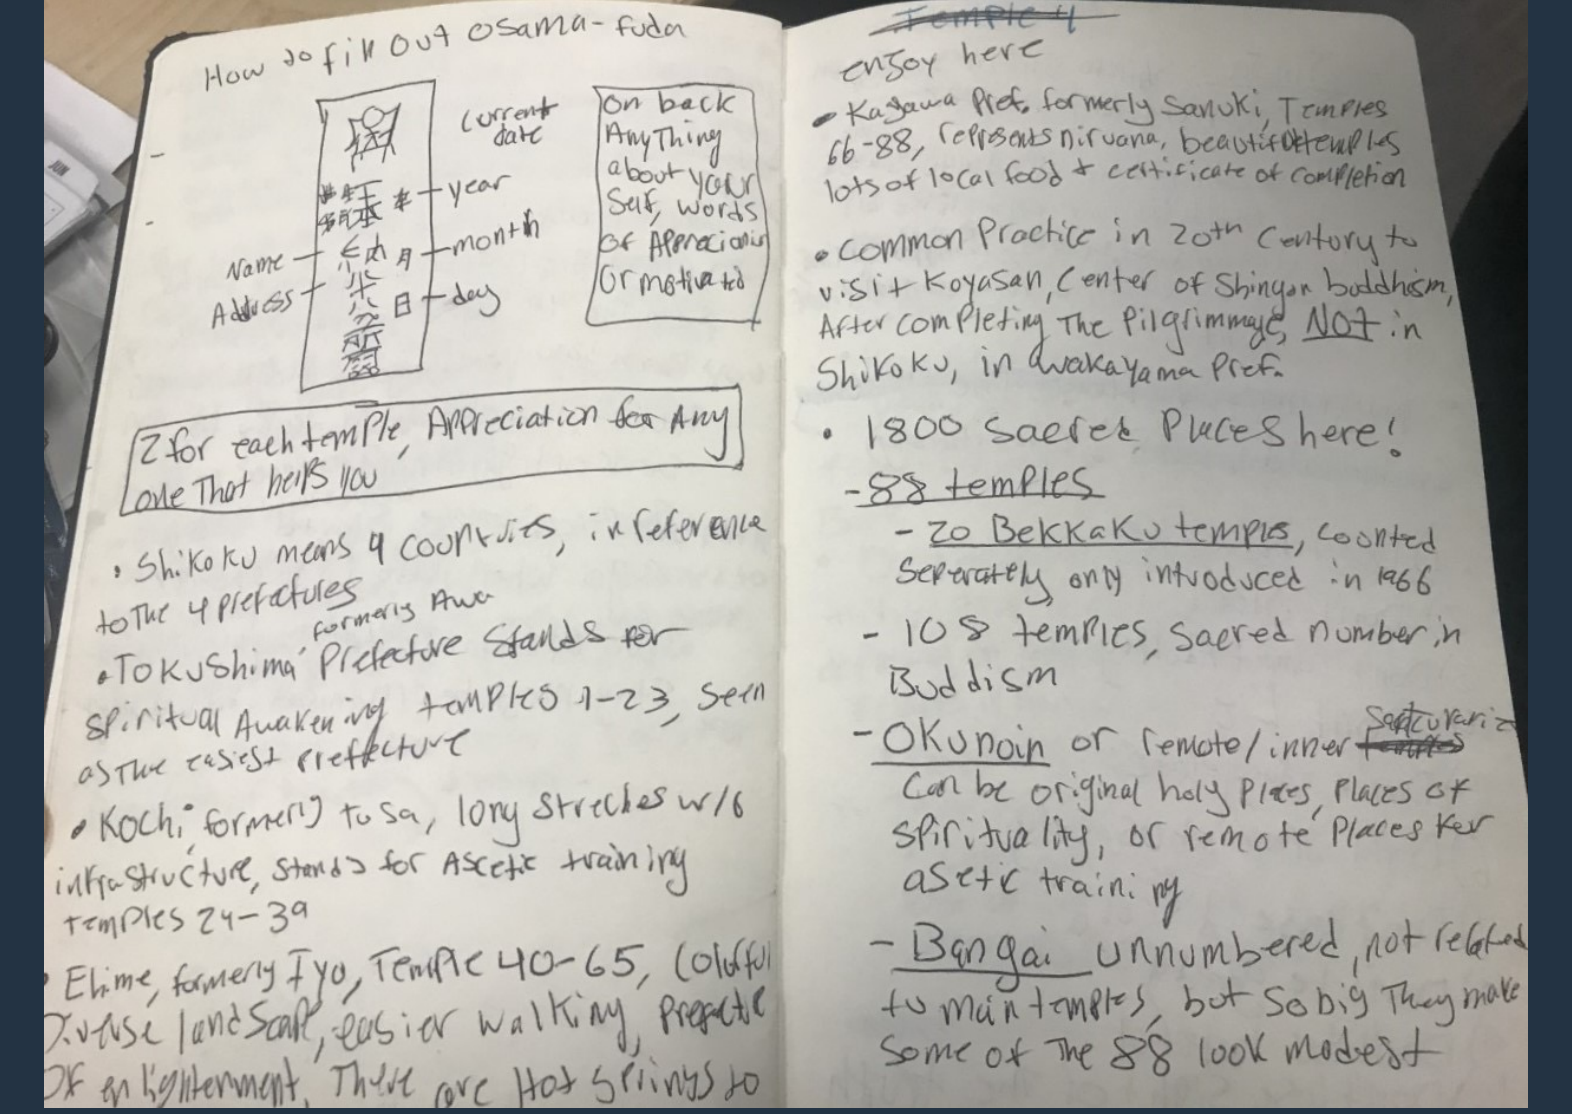 How to fill out Osama-fuda
current
date
year
Name
month
Address
日
day
月
on back
Anything
about your
Self, words
of
or motivated
2 for each temple, Appreciation for Any
one That helps you
• Shikoku means 4 countries, in reference
to The 4 prefectures
formerly Awa
• Tokushima Prefecture Stands for
spiritual Awakening temples 1-23, seen
as The easiest prefecture
• Kochi, formerly tosa, long streches w/o
infrastructure, stands for Ascetic training
temples 24-39
• Ehime, formerly Iyo, Temple 40-65, Colorful
Diverse landscape, easier walking, prefecture
Of enlightenment, There are Hot Springs to
Temple 4
enjoy here
• Kagawa Pref. formerly Sanuki, Temples
66-88, represents nirvana, beautiful temples
lots of local food + certificate of completion
• Common Practice in 20th Century to
visit Koyasan, Center of Shingon buddhism,
After completing The Pilgrimmage, NOT in
Shikoku, in Wakayama Pref.
• 1800 Sacred Places here!
- 88 temples
- 20 Bekkaku temples, counted
Seperately, only introduced in 1966
- 108 temples, Sacred number in
Buddism
- Okunoin or remote/inner
Can be original holy places, places of
spirituality, or remote places for
asetic training
- Bangai unnumbered, not related
to main temples, but so big They make
Some of The 88 look modest